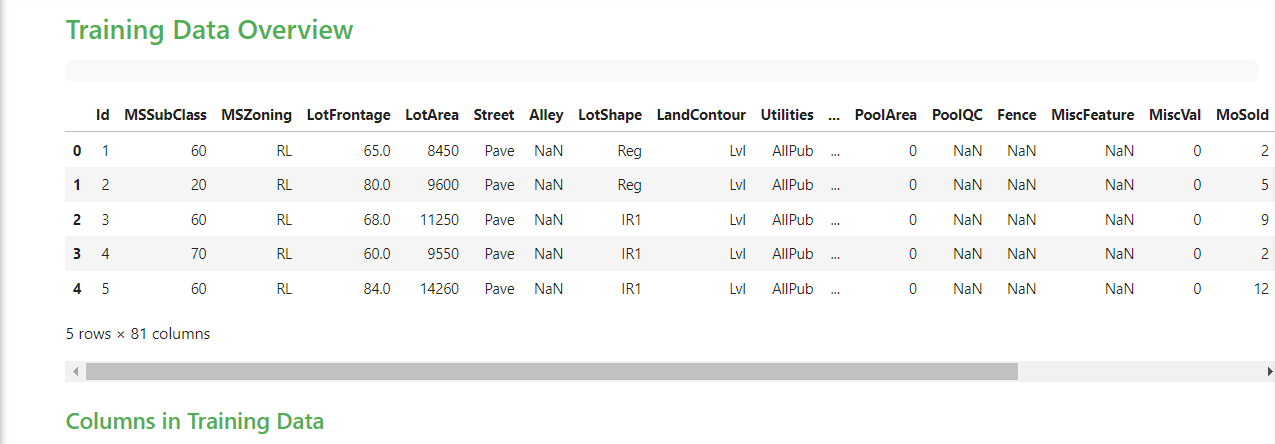 Training Data Overview
Id MSSubClass MSZoning LotFrontage LotArea Street Alley LotShape LandContour Utilities ... PoolArea PoolQC Fence MiscFeature MiscVal MoSold
0 1 60 RL 65.0 8450 Pave NaN Reg Lvl AllPub ... 0 NaN NaN NaN 0 2
1 2 20 RL 80.0 9600 Pave NaN Reg Lvl AllPub ... 0 NaN NaN NaN 0 5
2 3 60 RL 68.0 11250 Pave NaN IR1 Lvl AllPub ... 0 NaN NaN NaN 0 9
3 4 70 RL 60.0 9550 Pave NaN IR1 Lvl AllPub ... 0 NaN NaN NaN 0 2
4 5 60 RL 84.0 14260 Pave NaN IR1 Lvl AllPub ... 0 NaN NaN NaN 0 12
5 rows × 81 columns
Columns in Training Data